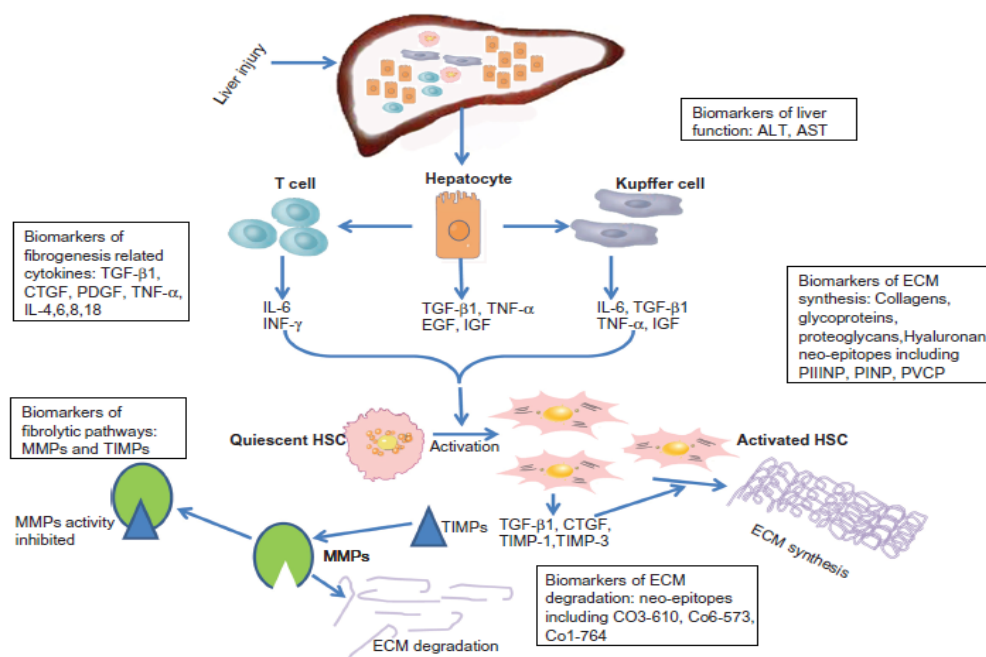 Liver injury
Biomarkers of liver
function: ALT, AST
T cell
Hepatocyte
Kupffer cell
Biomarkers of
fibrogenesis related
cytokines: TGF-β1,
CTGF, PDGF, TNF-α,
IL-4,6,8,18
IL-6
INF-γ
TGF-β1, TNF-α
EGF, IGF
IL-6, TGF-β1
TNF-α, IGF
Biomarkers of ECM
synthesis: Collagens,
glycoproteins,
proteoglycans,Hyaluronan
neo-epitopes including
PIIINP, PINP, PVCP
Biomarkers of
fibrolytic pathways:
MMPs and TIMPs
Quiescent HSC
Activation
Activated HSC
MMPs activity
inhibited
TIMPs
MMPs
TGF-β1, CTGF,
TIMP-1,TIMP-3
ECM synthesis
ECM degradation
Biomarkers of ECM
degradation: neo-epitopes
including CO3-610, Co6-573,
Co1-764